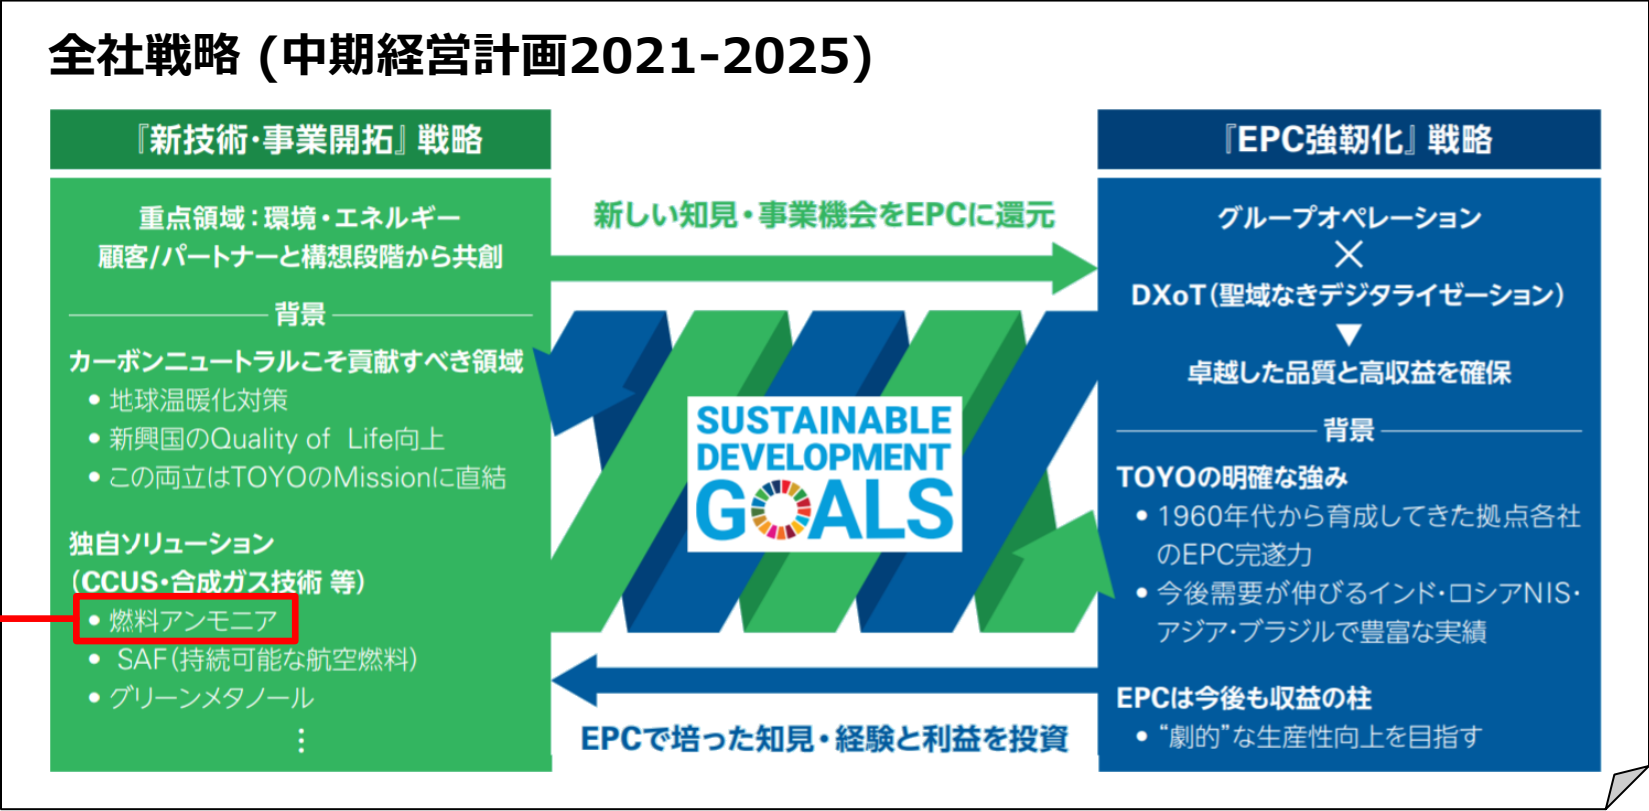 全社戦略 (中期経営計画2021-2025)
『新技術・事業開拓』戦略
重点領域：環境・エネルギー
顧客/パートナーと構想段階から共創
背景
カーボンニュートラルこそ貢献すべき領域
• 地球温暖化対策
• 新興国のQuality of Life向上
• この両立はTOYOのMissionに直結
独自ソリューション
（CCUS・合成ガス技術 等）
• 燃料アンモニア
• SAF（持続可能な航空燃料）
• グリーンメタノール
⋮
新しい知見・事業機会をEPCに還元
SUSTAINABLE
DEVELOPMENT
GOALS
EPCで培った知見・経験と利益を投資
『EPC強靭化』戦略
グループオペレーション
×
DXoT（聖域なきデジタライゼーション）
▼
卓越した品質と高収益を確保
背景
TOYOの明確な強み
• 1960年代から育成してきた拠点各社
のEPC完遂力
• 今後需要が伸びるインド・ロシアNIS・
アジア・ブラジルで豊富な実績
EPCは今後も収益の柱
• “劇的”な生産性向上を目指す